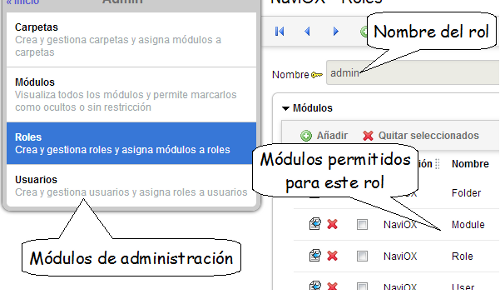 « Inicio
Admin
Carpetas
Crea y gestiona carpetas y asigna módulos a
carpetas
Módulos
Visualiza todos los módulos y permite marcarlos
como ocultos o sin restricción
Roles
Crea y gestiona roles y asigna módulos a roles
Usuarios
Crea y gestiona usuarios y asigna roles a usuarios
Módulos de administración
NaviOX - Roles
Nombre del rol
Nombre
admin
Módulos
Añadir
Quitar seleccionados
Módulos permitidos
para este rol
Nombre
NaviOX Folder
NaviOX Module
NaviOX Role
NaviOX User